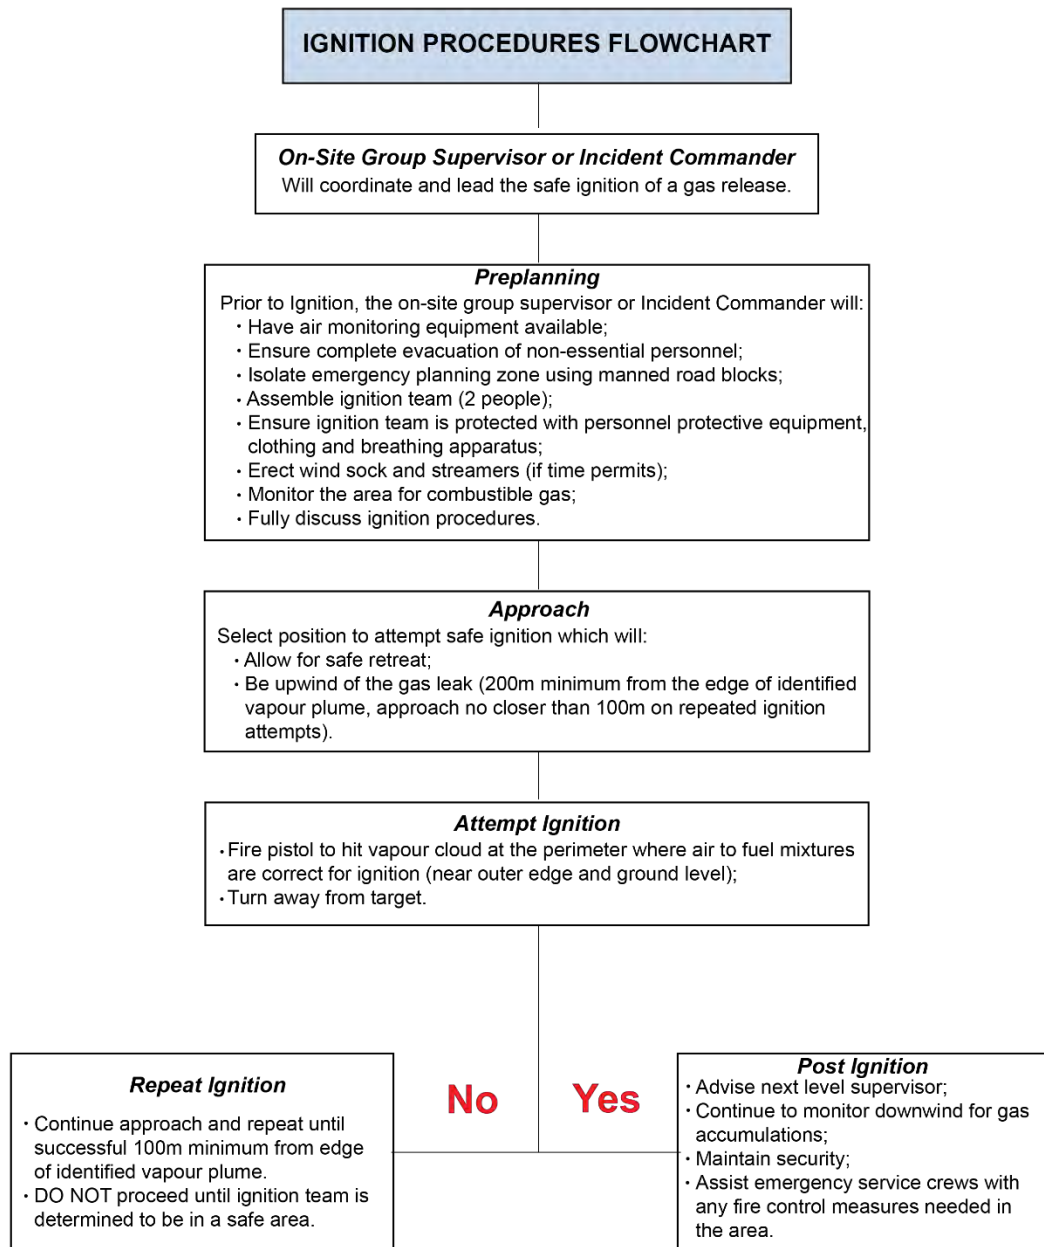 IGNITION PROCEDURES FLOWCHART
On-Site Group Supervisor or Incident Commander
Will coordinate and lead the safe ignition of a gas release.
Preplanning
Prior to Ignition, the on-site group supervisor or Incident Commander will:
· Have air monitoring equipment available;
· Ensure complete evacuation of non-essential personnel;
· Isolate emergency planning zone using manned road blocks;
· Assemble ignition team (2 people);
· Ensure ignition team is protected with personnel protective equipment,
clothing and breathing apparatus;
· Erect wind sock and streamers (if time permits);
· Monitor the area for combustible gas;
· Fully discuss ignition procedures.
Approach
Select position to attempt safe ignition which will:
· Allow for safe retreat;
· Be upwind of the gas leak (200m minimum from the edge of identified
vapour plume, approach no closer than 100m on repeated ignition
attempts).
Attempt Ignition
· Fire pistol to hit vapour cloud at the perimeter where air to fuel mixtures
are correct for ignition (near outer edge and ground level);
· Turn away from target.
Repeat Ignition
· Continue approach and repeat until
successful 100m minimum from edge
of identified vapour plume.
· DO NOT proceed until ignition team is
determined to be in a safe area.
No
Yes
Post Ignition
· Advise next level supervisor;
· Continue to monitor downwind for gas
accumulations;
· Maintain security;
· Assist emergency service crews with
any fire control measures needed in
the area.